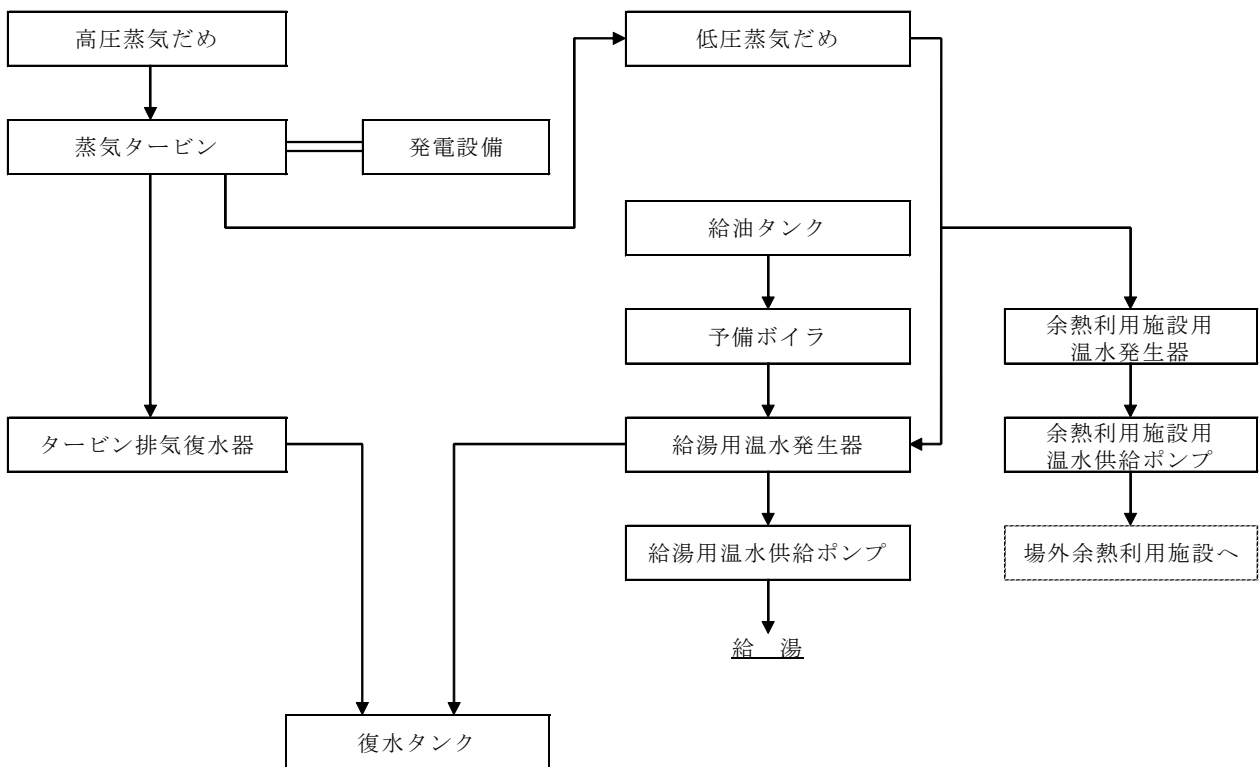 高圧蒸気だめ
低圧蒸気だめ
蒸気タービン
発電設備
給油タンク
予備ボイラ
余熱利用施設用
温水発生器
タービン排気復水器
給湯用温水発生器
余熱利用施設用
温水供給ポンプ
給湯用温水供給ポンプ
場外余熱利用施設へ
給　湯
復水タンク